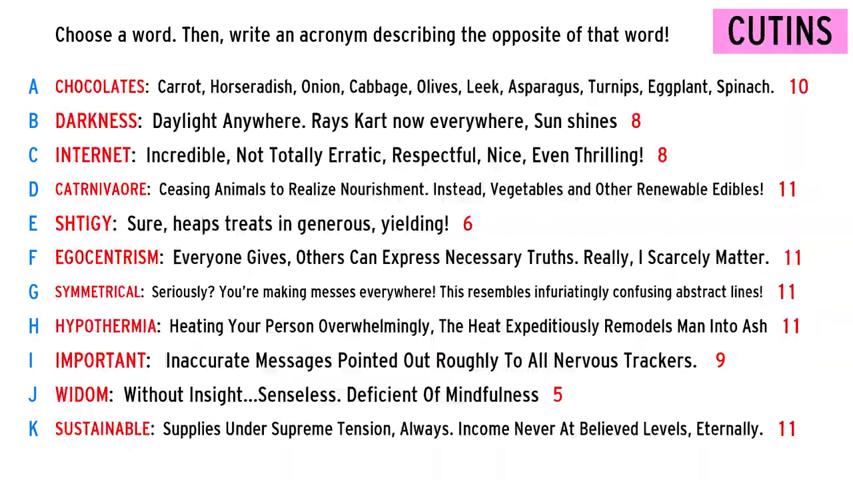 Choose a word. Then, write an acronym describing the opposite of that word!
CUTINS
A CHOCOLATES: Carrot, Horseradish, Onion, Cabbage, Olives, Leek, Asparagus, Turnips, Eggplant, Spinach. 10
B DARKNESS: Daylight Anywhere. Rays Kart now everywhere, Sun shines 8
C INTERNET: Incredible, Not Totally Erratic, Respectful, Nice, Even Thrilling! 8
D CATRNIVAORE: Ceasing Animals to Realize Nourishment. Instead, Vegetables and Other Renewable Edibles! 11
E SHTIGY: Sure, heaps treats in generous, yielding! 6
F EGOCENTRISM: Everyone Gives, Others Can Express Necessary Truths. Really, I Scarcely Matter. 11
G SYMMETRICAL: Seriously? You're making messes everywhere! This resembles infuriatingly confusing abstract lines! 11
H HYPOTHERMIA: Heating Your Person Overwhelmingly, The Heat Expeditiously Remodels Man Into Ash 11
I IMPORTANT: Inaccurate Messages Pointed Out Roughly To All Nervous Trackers. 9
J WIDOM: Without Insight...Senseless. Deficient Of Mindfulness 5
K SUSTAINABLE: Supplies Under Supreme Tension, Always. Income Never At Believed Levels, Eternally. 11